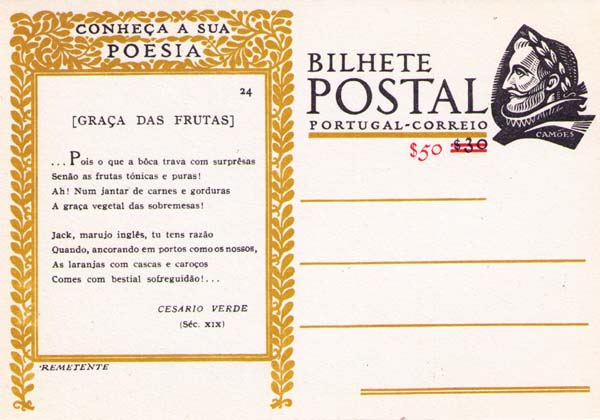 CONHEÇA A SUA
POESIA
24
[GRAÇA DAS FRUTAS]
...Pois o que a bôca trava com surprêsas
Senão as frutas tónicas e puras!
Ah! Num jantar de carnes e gorduras
A graça vegetal das sobremesas!
Jack, marujo inglês, tu tens razão
Quando, ancorando em portos como os nossos,
As laranjas com cascas e caroços
Comes com bestial sofreguidão!...
CESARIO VERDE
(Séc. XIX)
REMETENTE
BILHETE
POSTAL
PORTUGAL-CORREIO
CAMÕES
$50 $30